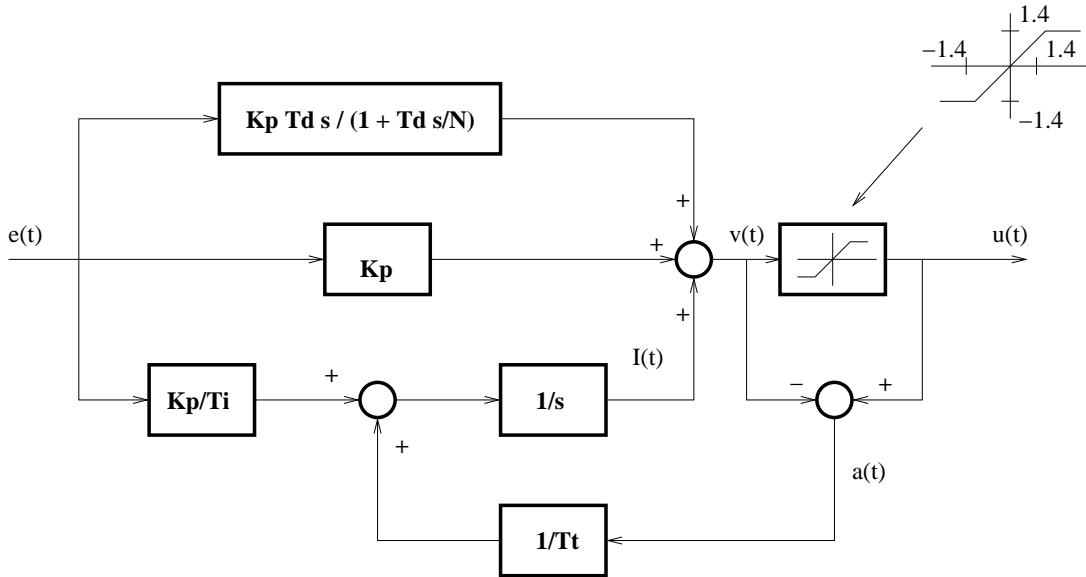 1.4
−1.4
1.4
−1.4
Kp Td s / (1 + Td s/N)
+
e(t)
Kp
+
v(t)
u(t)
+
I(t)
Kp/Ti
+
1/s
−
+
+
a(t)
1/Tt